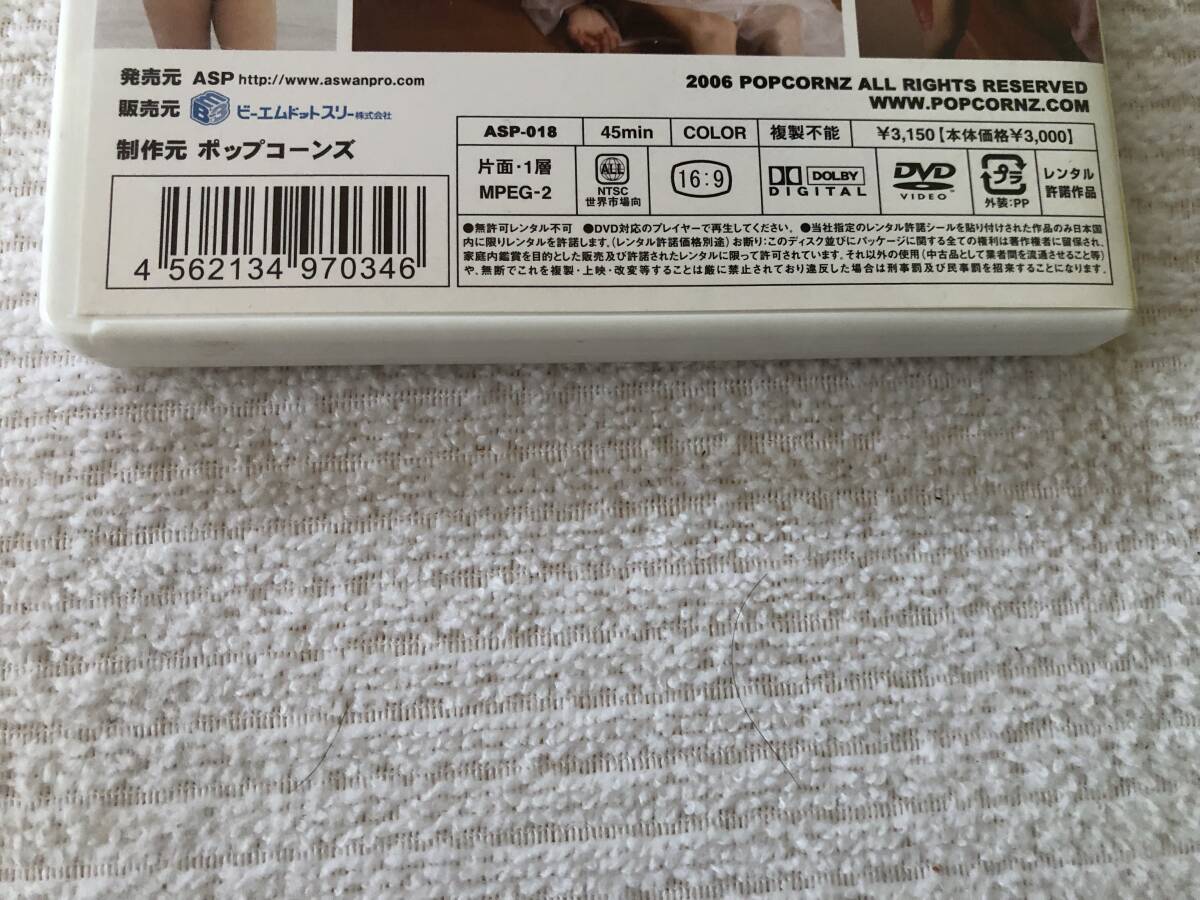 発売元 ASP http://www.aswanpro.com
販売元 BM.3 ビーエムドットスリー株式会社
制作元 ポップコーンズ
4 562134 970346
2006 POPCORNZ ALL RIGHTS RESERVED
WWW.POPCORNZ.COM
ASP-018 45min COLOR 複製不能 ¥3,150[本体価格¥3,000]
片面・1層
MPEG-2
ALL
NTSC
世界市場向
16:9
DOLBY
DIGITAL
DVD
VIDEO
プラ
外装:PP
レンタル
許諾作品
●無許可レンタル不可 ●DVD対応のプレイヤーで再生してください。 ●当社指定のレンタル許諾シールを貼り付けされた作品のみ日本国
内に限りレンタルを許諾します。(レンタル許諾価格別途) お断り:このディスク並びにパッケージに関する全ての権利は著作権者に留保され、
家庭内鑑賞を目的とした販売及び許諾されたレンタルに限って許可されています。それ以外の使用(中古品として業者間を流通させること等)
や、無断でこれを複製・上映・改変等することは厳に禁止されており違反した場合は刑事罰及び民事罰を招来することになります。